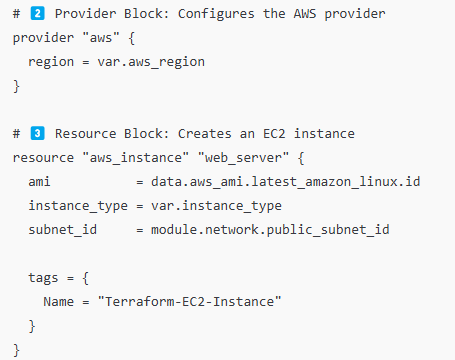 # 2️⃣ Provider Block: Configures the AWS provider
provider "aws" {
  region = var.aws_region
}

# 3️⃣ Resource Block: Creates an EC2 instance
resource "aws_instance" "web_server" {
  ami           = data.aws_ami.latest_amazon_linux.id
  instance_type = var.instance_type
  subnet_id     = module.network.public_subnet_id

  tags = {
    Name = "Terraform-EC2-Instance"
  }
}